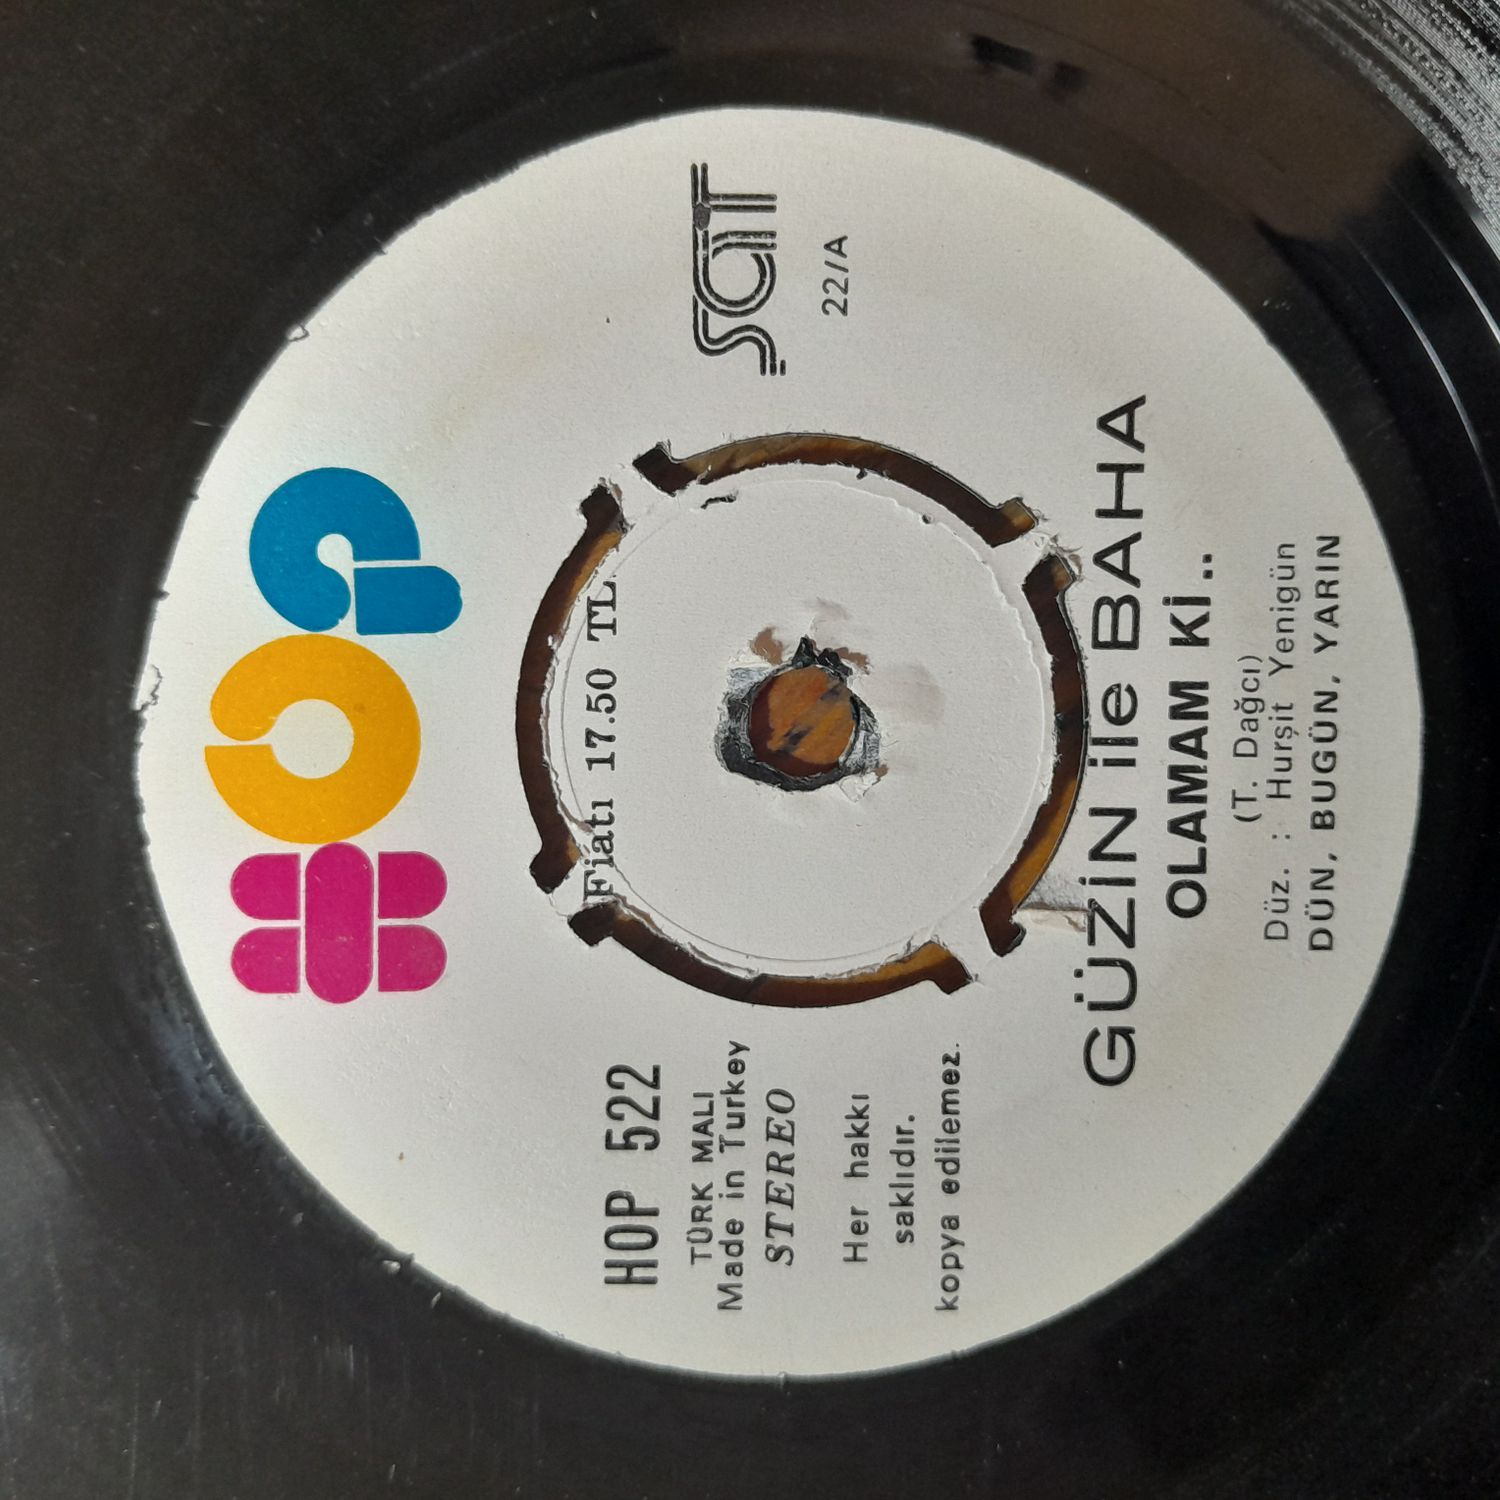 HOP
Fiatı 17.50 TL.
HOP 522
TÜRK MALI
Made in Turkey
STEREO
Her hakkı
saklıdır.
kopya edilemez.
SAT
22/A
GÜZİN ile BAHA
OLAMAM Kİ..
(T. Dağcı)
Düz. : Hurşit Yenigün
DÜN, BUGÜN, YARIN